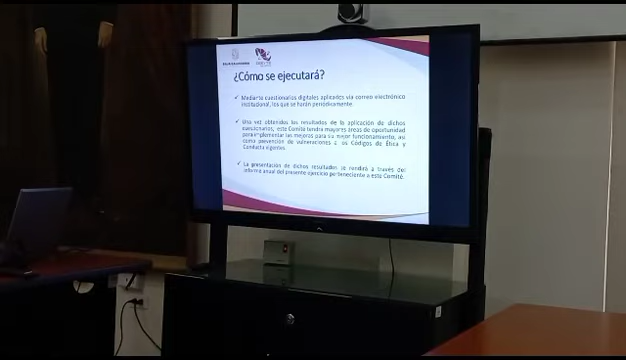 ¿Cómo se ejecutará?
✓ Mediante cuestionarios digitales aplicados vía correo electrónico
institucional, los que se harán periódicamente.
✓ Una vez obtenidos los resultados de la aplicación de dichos
cuestionarios, este Comité tendrá mayores áreas de oportunidad
para implementar las mejoras para su mejor funcionamiento, así
como prevención de vulneraciones a los Códigos de Ética y
Conducta vigentes.
✓ La presentación de dichos resultados se rendirá a través del
informe anual del presente ejercicio perteneciente a este Comité.